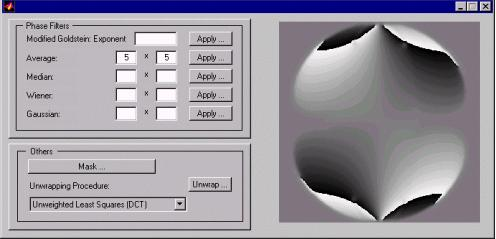 Phase Filters
Modified Goldstein: Exponent Apply ...
Average: 5 x 5 Apply ...
Median: x Apply ...
Wiener: x Apply ...
Gaussian: x Apply ...
Others
Mask ...
Unwrapping Procedure: Unwrap ...
Unweighted Least Squares (DCT)